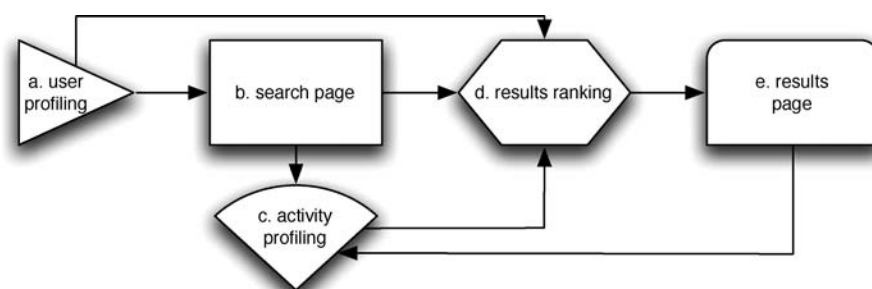 a. user
profiling
b. search page
c. activity
profiling
d. results ranking
e. results
page